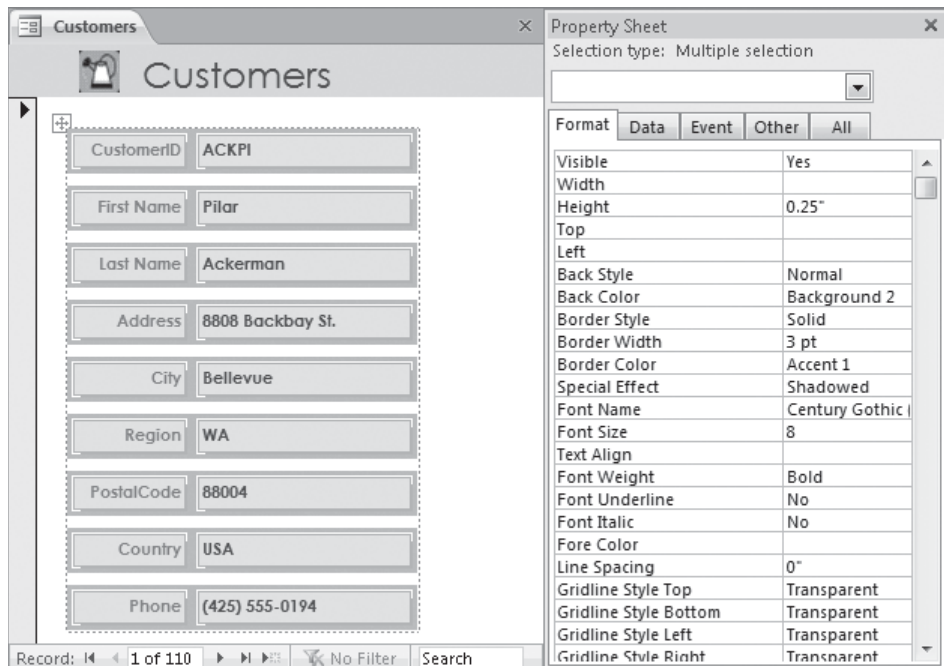 Customers
Customers
CustomerID ACKPI
First Name Pilar
Last Name Ackerman
Address 8808 Backbay St.
City Bellevue
Region WA
PostalCode 88004
Country USA
Phone (425) 555-0194
Record: 1 of 110 No Filter Search
Property Sheet
Selection type: Multiple selection
Format Data Event Other All
Visible Yes
Width
Height 0.25"
Top
Left
Back Style Normal
Back Color Background 2
Border Style Solid
Border Width 3 pt
Border Color Accent 1
Special Effect Shadowed
Font Name Century Gothic (
Font Size 8
Text Align
Font Weight Bold
Font Underline No
Font Italic No
Fore Color
Line Spacing 0"
Gridline Style Top Transparent
Gridline Style Bottom Transparent
Gridline Style Left Transparent
Gridline Style Right Transparent